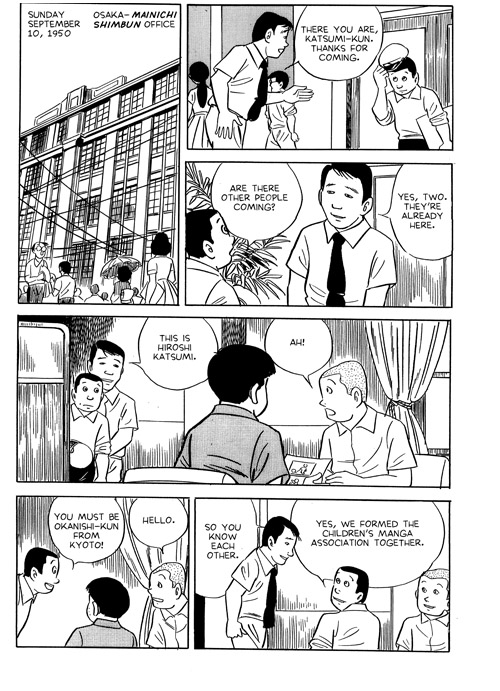 SUNDAY
SEPTEMBER
10, 1950
OSAKA-MAINICHI
SHIMBUN OFFICE
THERE YOU ARE,
KATSUMI-KUN.
THANKS FOR
COMING.
ARE THERE
OTHER PEOPLE
COMING?
YES, TWO.
THEY'RE
ALREADY
HERE.
THIS IS
HIROSHI
KATSUMI.
AH!
YOU MUST BE
OKANISHI-KUN
FROM
KYOTO!
HELLO.
SO YOU
KNOW
EACH
OTHER.
YES, WE FORMED THE
CHILDREN'S MANGA
ASSOCIATION TOGETHER.